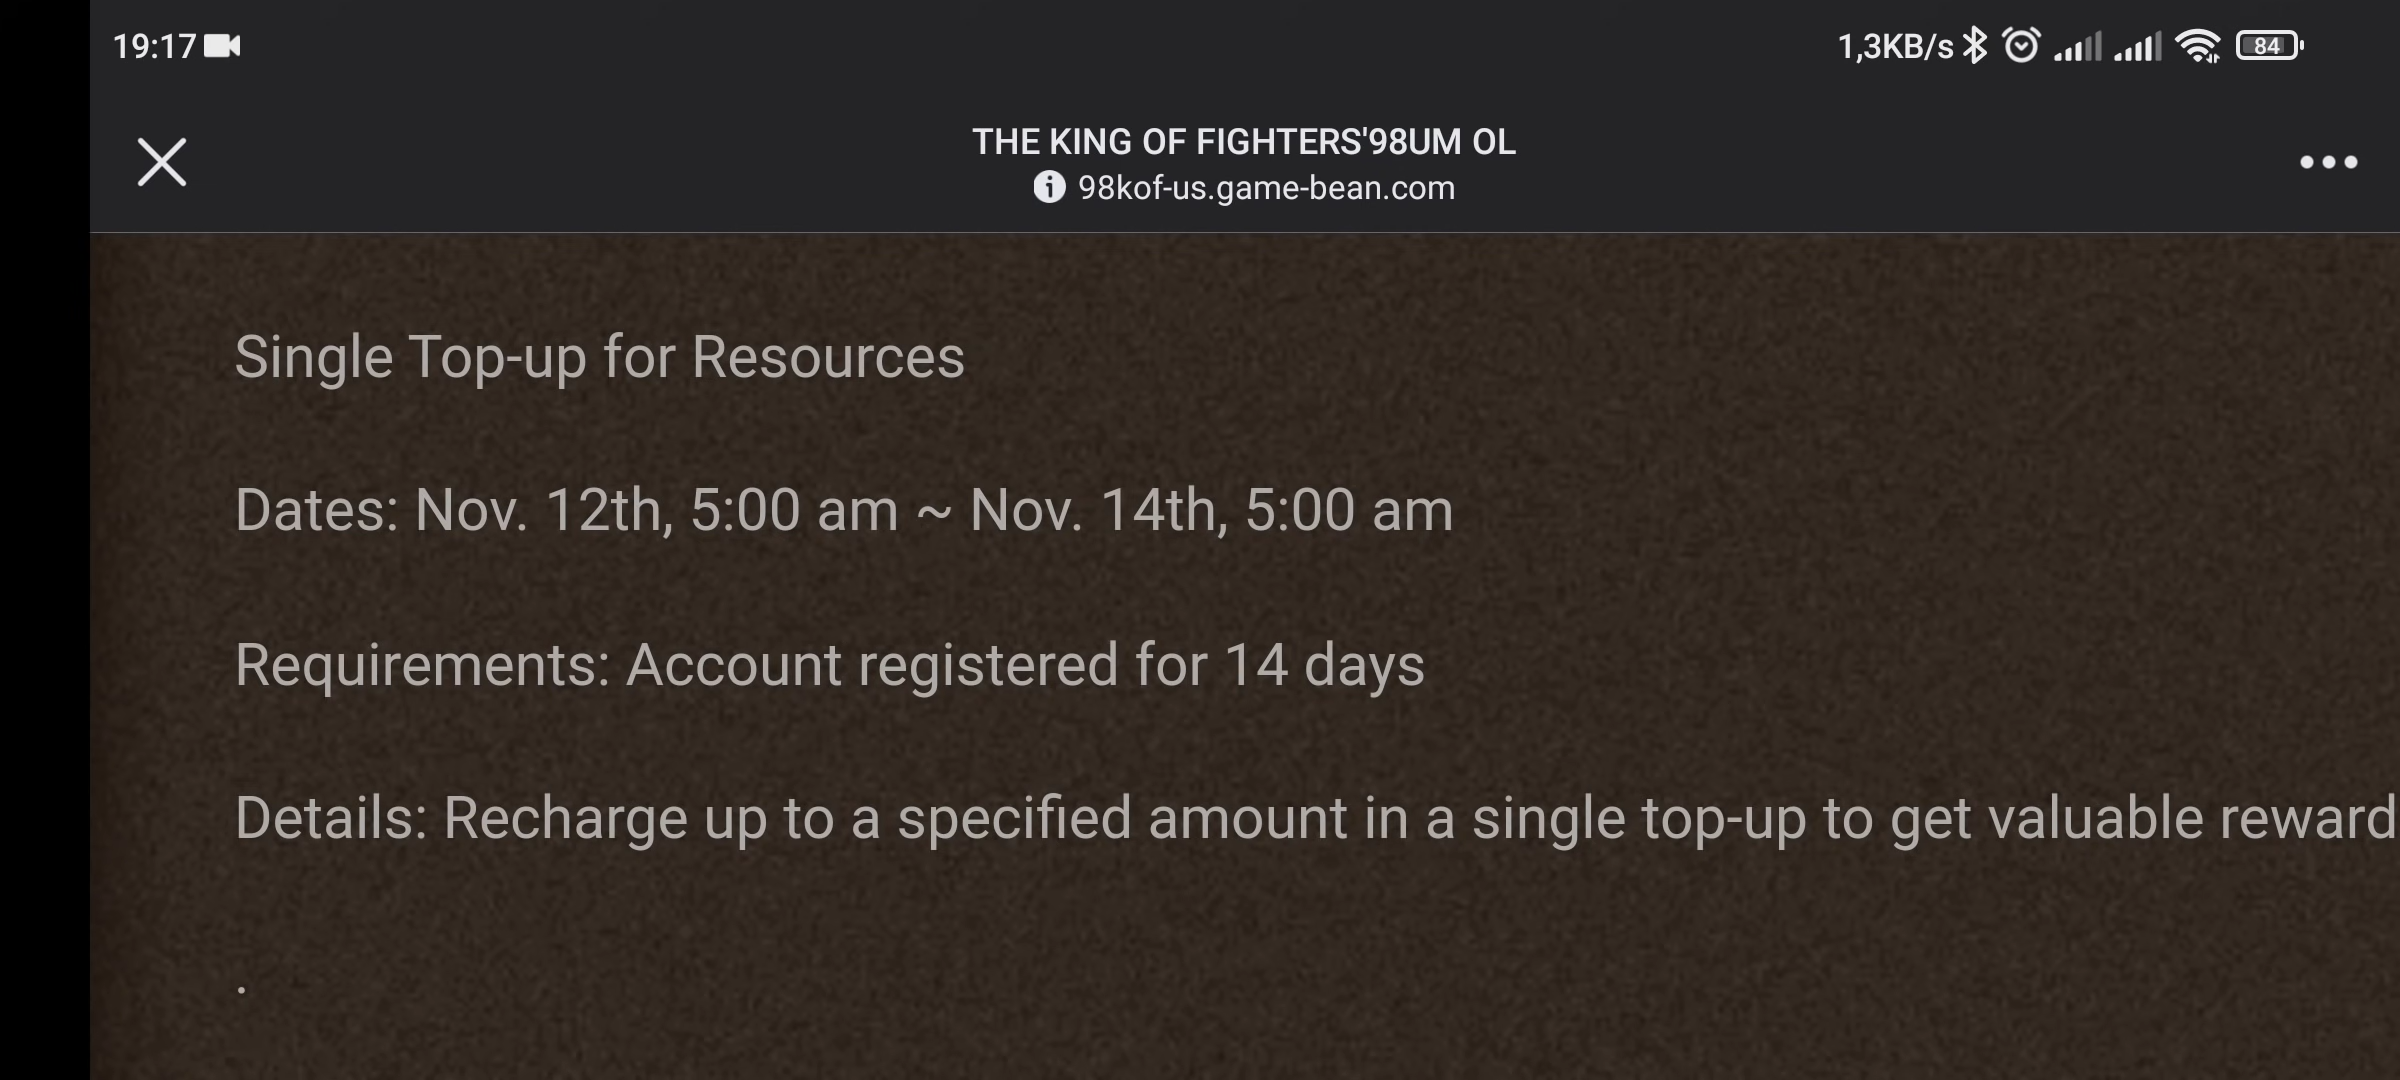 19:17
1,3KB/s
84
THE KING OF FIGHTERS'98UM OL
98kof-us.game-bean.com
Single Top-up for Resources
Dates: Nov. 12th, 5:00 am ~ Nov. 14th, 5:00 am
Requirements: Account registered for 14 days
Details: Recharge up to a specified amount in a single top-up to get valuable reward
.